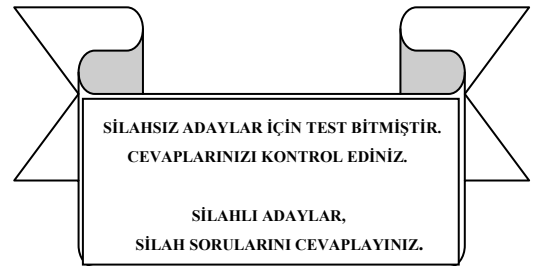 SİLAHSIZ ADAYLAR İÇİN TEST BİTMİŞTİR.
CEVAPLARINIZI KONTROL EDİNİZ.
SİLAHLI ADAYLAR,
SİLAH SORULARINI CEVAPLAYINIZ.